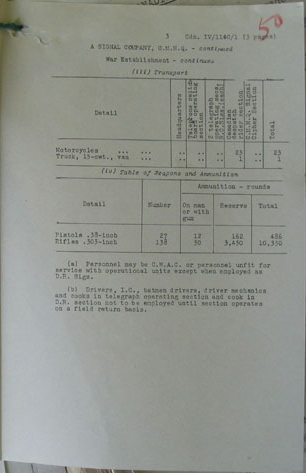 50
3 Cdn. IV/1148C/1 (3 pages)
A SIGNAL COMPANY, C.M.H.Q. - continued
War Establishment - continued
(iii) Transport
Detail
Headquarters
Telegraph
section
Cipher Section
Total
Motorcycles ... ... .. .. .. 23 .. 23
Truck, 15-cwt., van ... .. .. .. 1 .. 1
(iv) Table of Weapons and Ammunition
Ammunition - rounds
Detail Number On man Reserve Total
or with
gun
Pistols .38-inch 27 12 162 486
Rifles .303-inch 138 50 3,450 10,350
(a) Personnel may be C.W.A.C. or personnel unfit for
service with operational units except when employed as
D.R. Sigs.
(b) Drivers, I.C., batmen drivers, driver mechanics
and cooks in telegraph operating section and cook in
D.R. section not to be employed until section operates
on a field return basis.